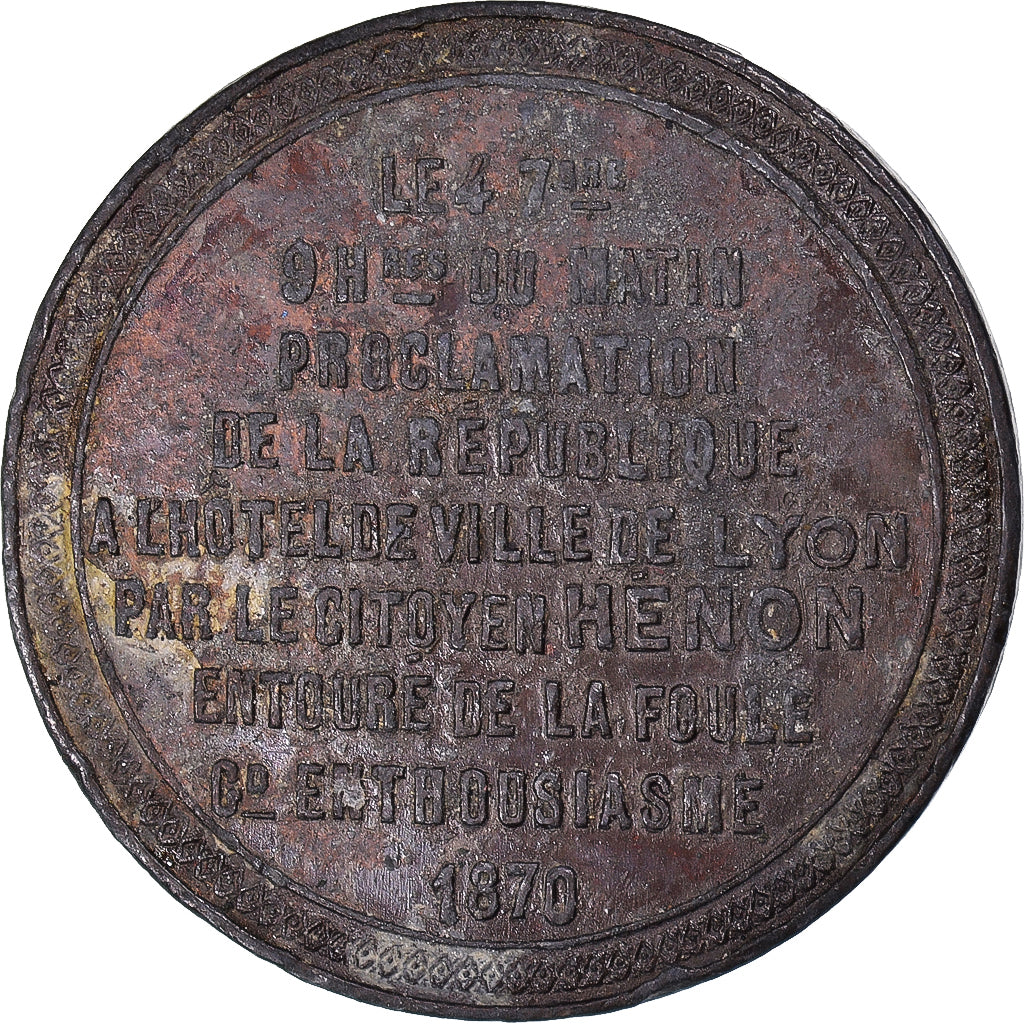 LE 4 7BRE
9 HRES DU MATIN
PROCLAMATION
DE LA RÉPUBLIQUE
A L'HÔTEL DE VILLE DE LYON
PAR LE CITOYEN HÉNON
ENTOURÉ DE LA FOULE
GD ENTHOUSIASME
1870